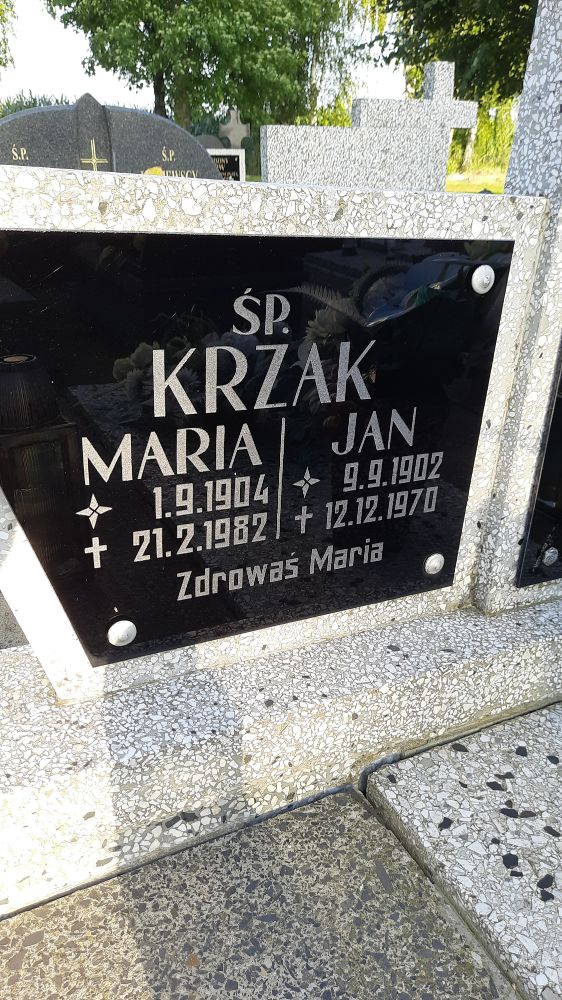 Ś.P.
Ś.P.
ŚP.
KRZAK
MARIA
1.9.1904
21.2.1982
JAN
9.9.1902
12.12.1970
Zdrowaś Maria